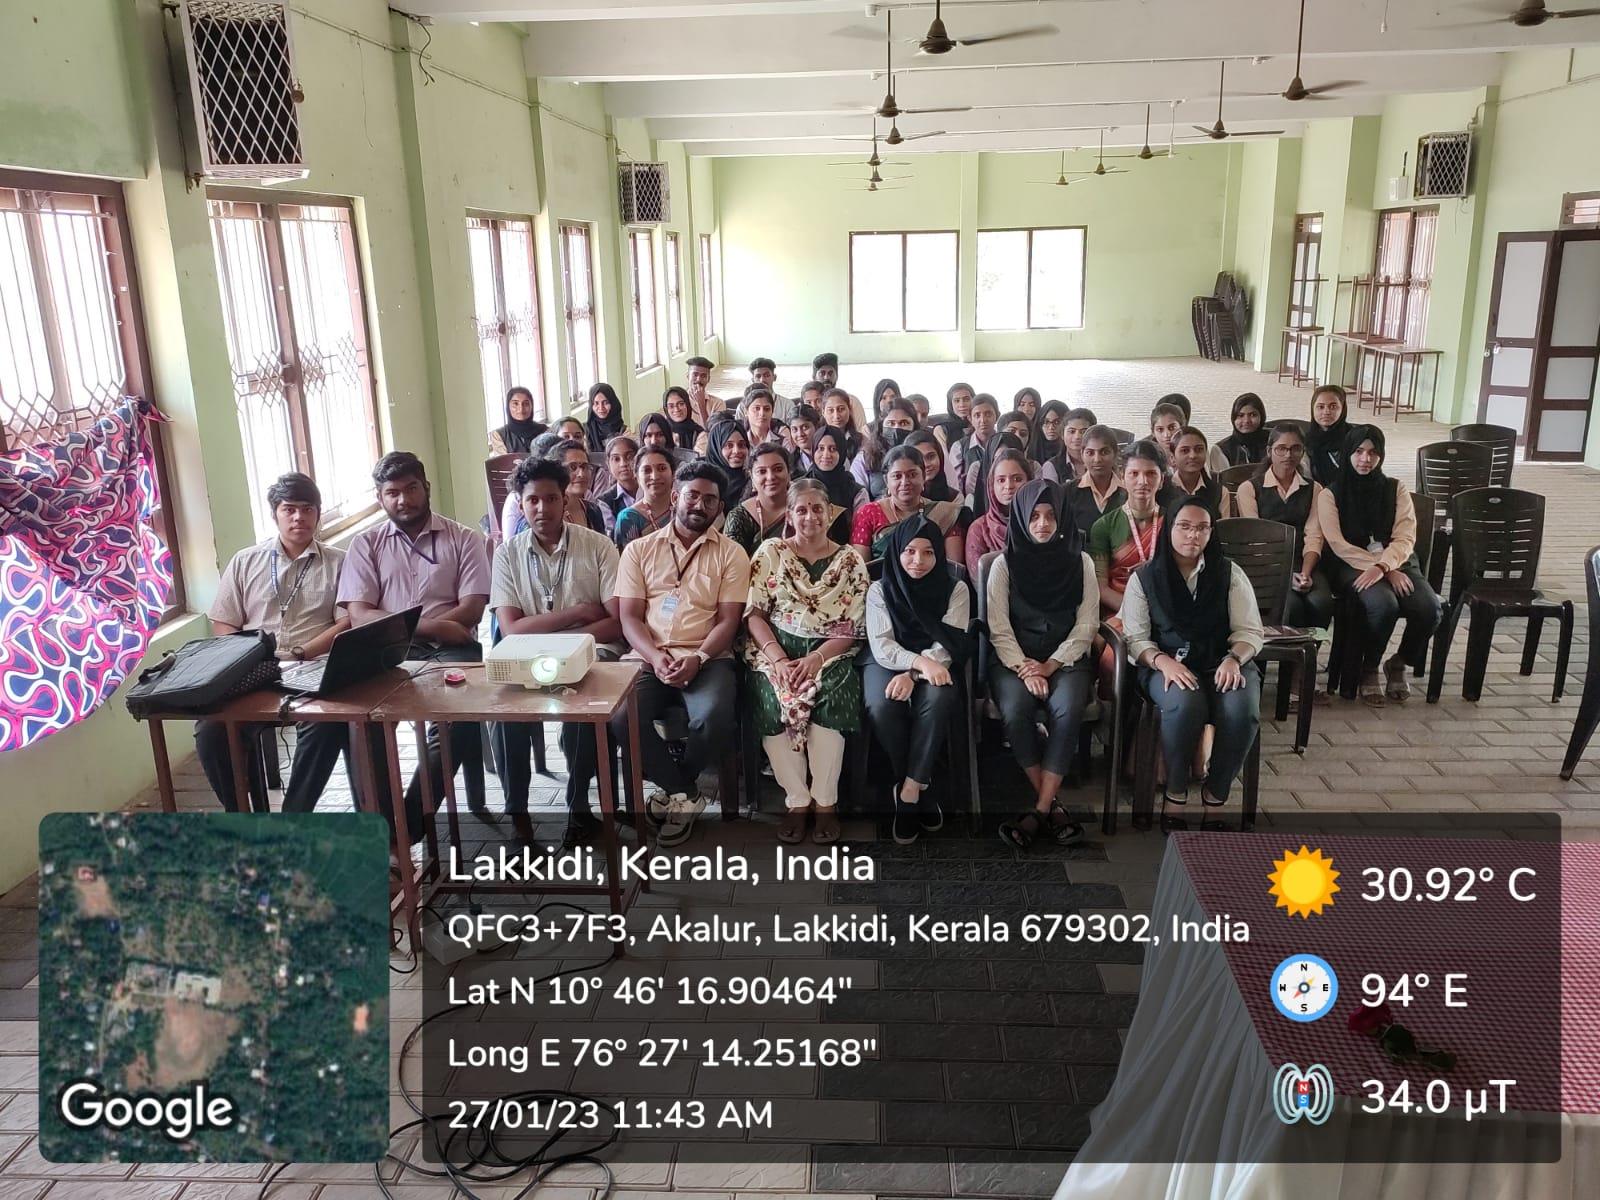 Lakkidi, Kerala, India
QFC3+7F3, Akalur, Lakkidi, Kerala 679302, India
Lat N 10° 46' 16.90464"
Long E 76° 27' 14.25168"
27/01/23 11:43 AM
30.92° C
94° E
34.0 µT
Google